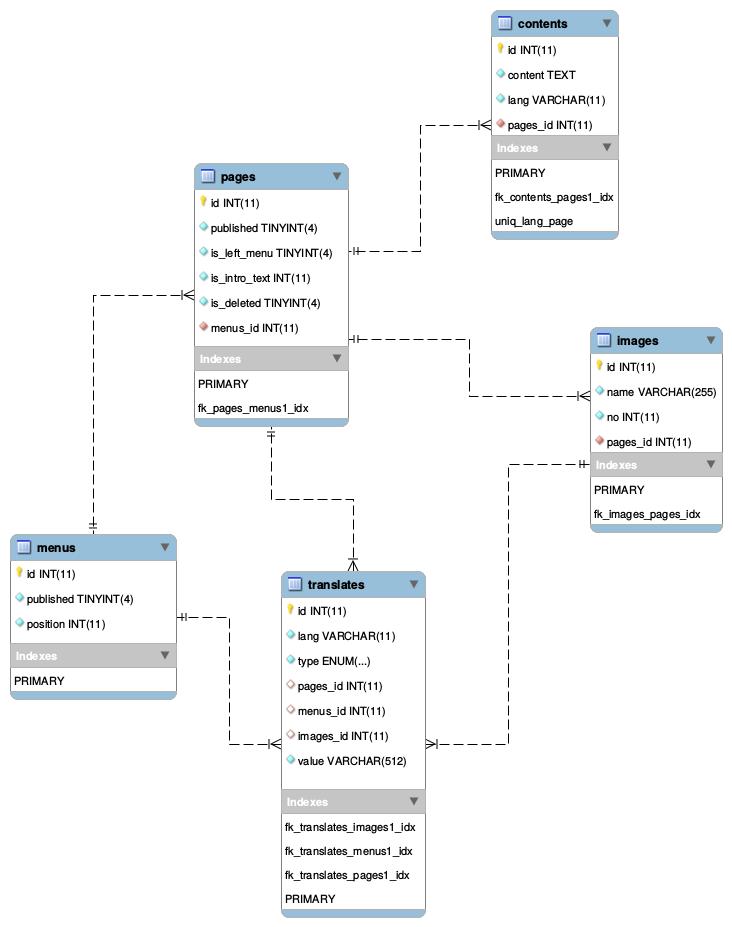 contents
id INT(11)
content TEXT
lang VARCHAR(11)
pages_id INT(11)
Indexes
PRIMARY
fk_contents_pages1_idx
uniq_lang_page
pages
id INT(11)
published TINYINT(4)
is_left_menu TINYINT(4)
is_intro_text INT(11)
is_deleted TINYINT(4)
menus_id INT(11)
Indexes
PRIMARY
fk_pages_menus1_idx
images
id INT(11)
name VARCHAR(255)
no INT(11)
pages_id INT(11)
Indexes
PRIMARY
fk_images_pages_idx
menus
id INT(11)
published TINYINT(4)
position INT(11)
Indexes
PRIMARY
translates
id INT(11)
lang VARCHAR(11)
type ENUM(...)
pages_id INT(11)
menus_id INT(11)
images_id INT(11)
value VARCHAR(512)
Indexes
fk_translates_images1_idx
fk_translates_menus1_idx
fk_translates_pages1_idx
PRIMARY